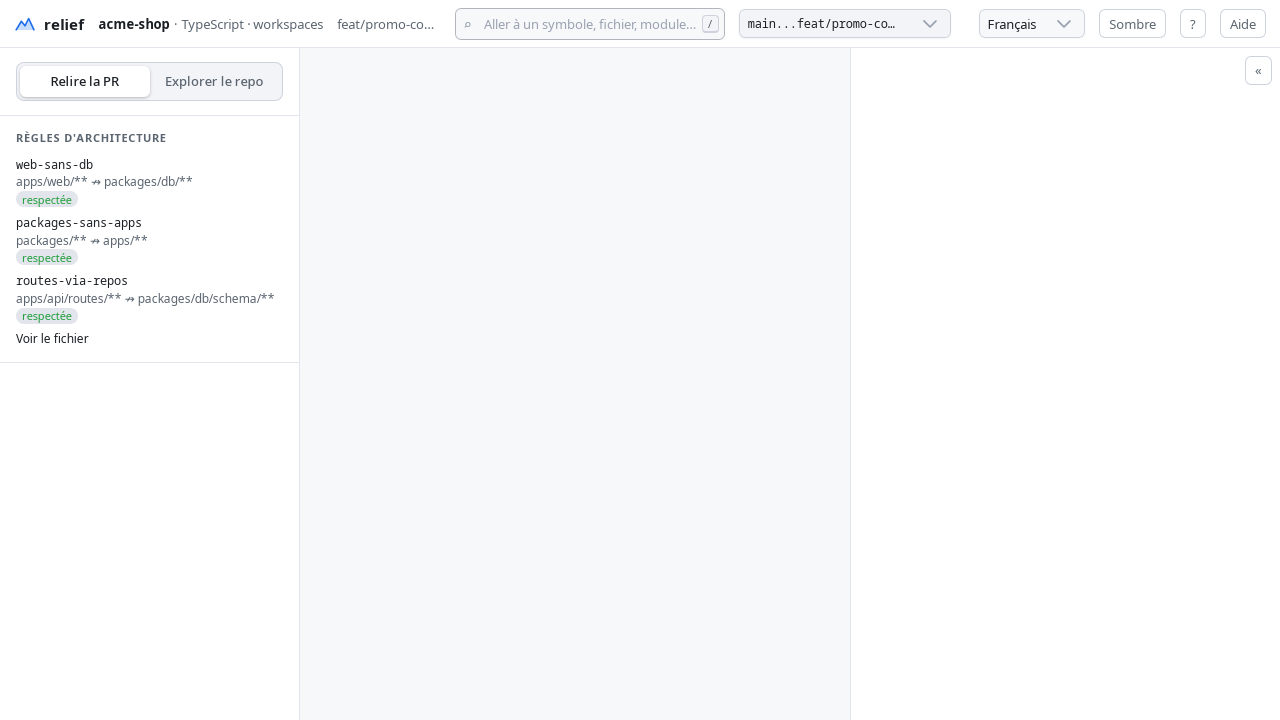 relief acme-shop · TypeScript · workspaces feat/promo-co… Aller à un symbole, fichier, module… / main...feat/promo-co… Français Sombre ? Aide
Relire la PR Explorer le repo «
RÈGLES D'ARCHITECTURE
web-sans-db
apps/web/** ↛ packages/db/**
respectée
packages-sans-apps
packages/** ↛ apps/**
respectée
routes-via-repos
apps/api/routes/** ↛ packages/db/schema/**
respectée
Voir le fichier